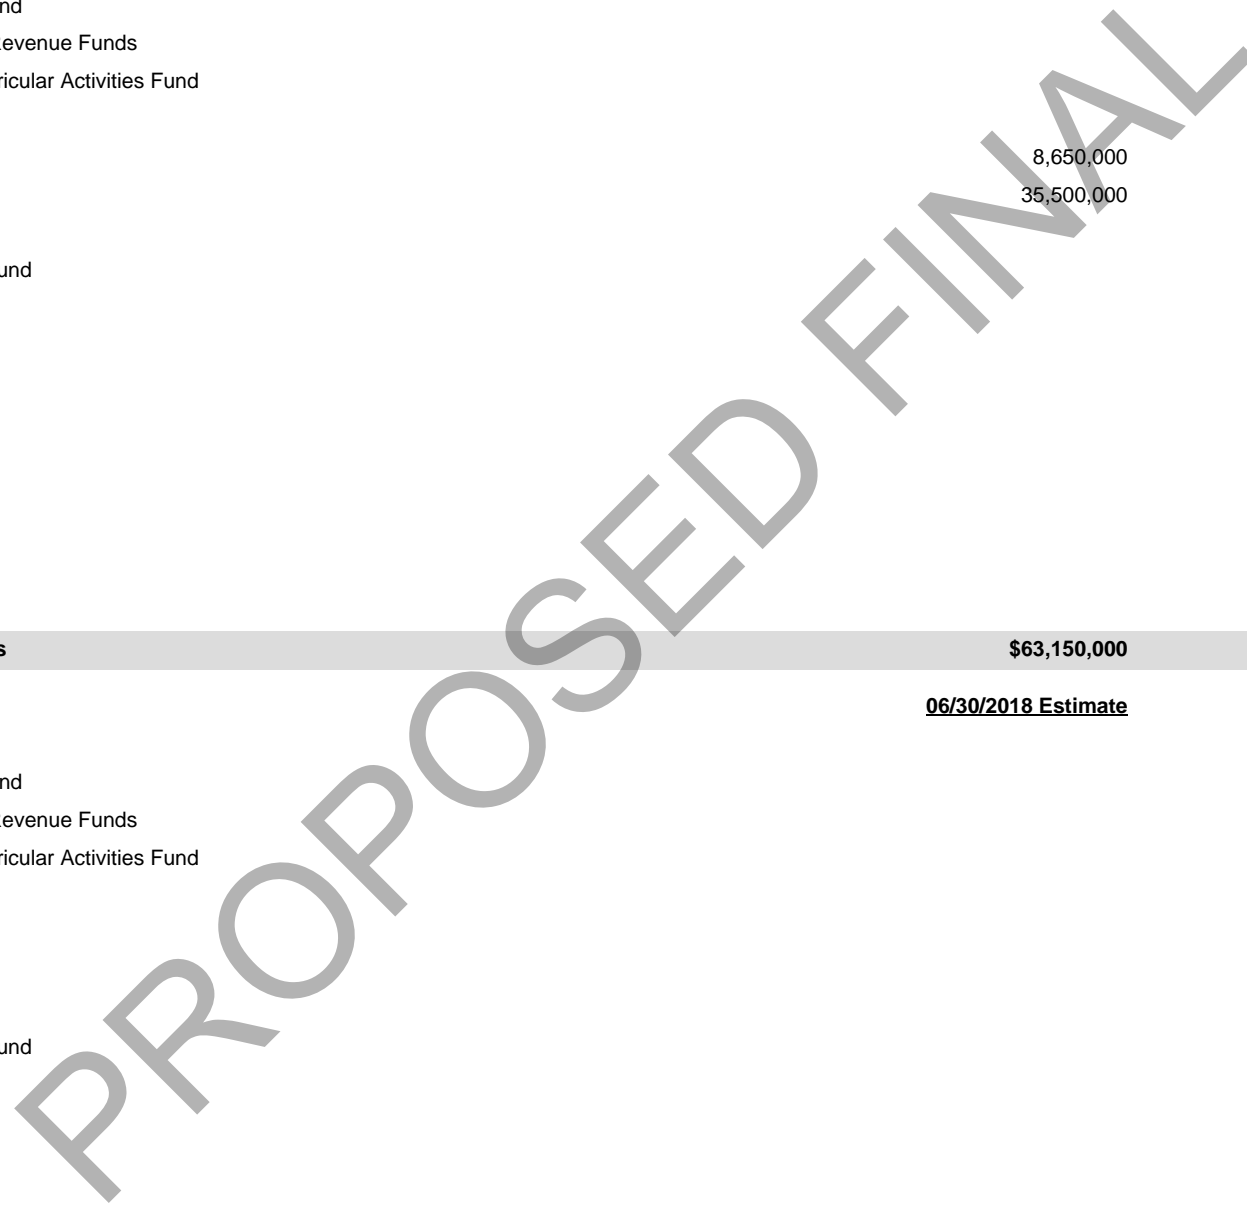 nd
evenue Funds
ricular Activities Fund
8,650,000
35,500,000
und
s $63,150,000
06/30/2018 Estimate
nd
evenue Funds
ricular Activities Fund
und
PROPOSED FINAL